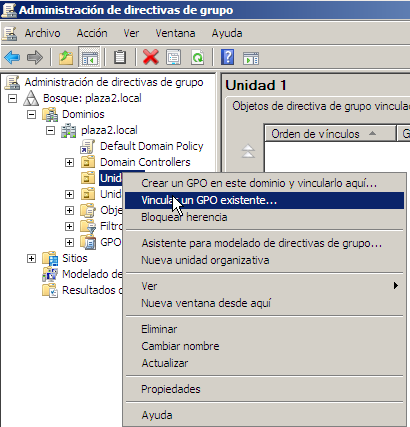 Administración de directivas de grupo
Archivo Acción Ver Ventana Ayuda
Administración de directivas de grupo
Bosque: plaza2.local
Dominios
plaza2.local
Default Domain Policy
Domain Controllers
Unid
Unid
Obje
Filtro
GPO
Sitios
Modelado de
Resultados
Unidad 1
Objetos de directiva de grupo vincula
Orden de vínculos G
Crear un GPO en este dominio y vincularlo aquí...
Vincular un GPO existente...
Bloquear herencia
Asistente para modelado de directivas de grupo...
Nueva unidad organizativa
Ver
Nueva ventana desde aquí
Eliminar
Cambiar nombre
Actualizar
Propiedades
Ayuda